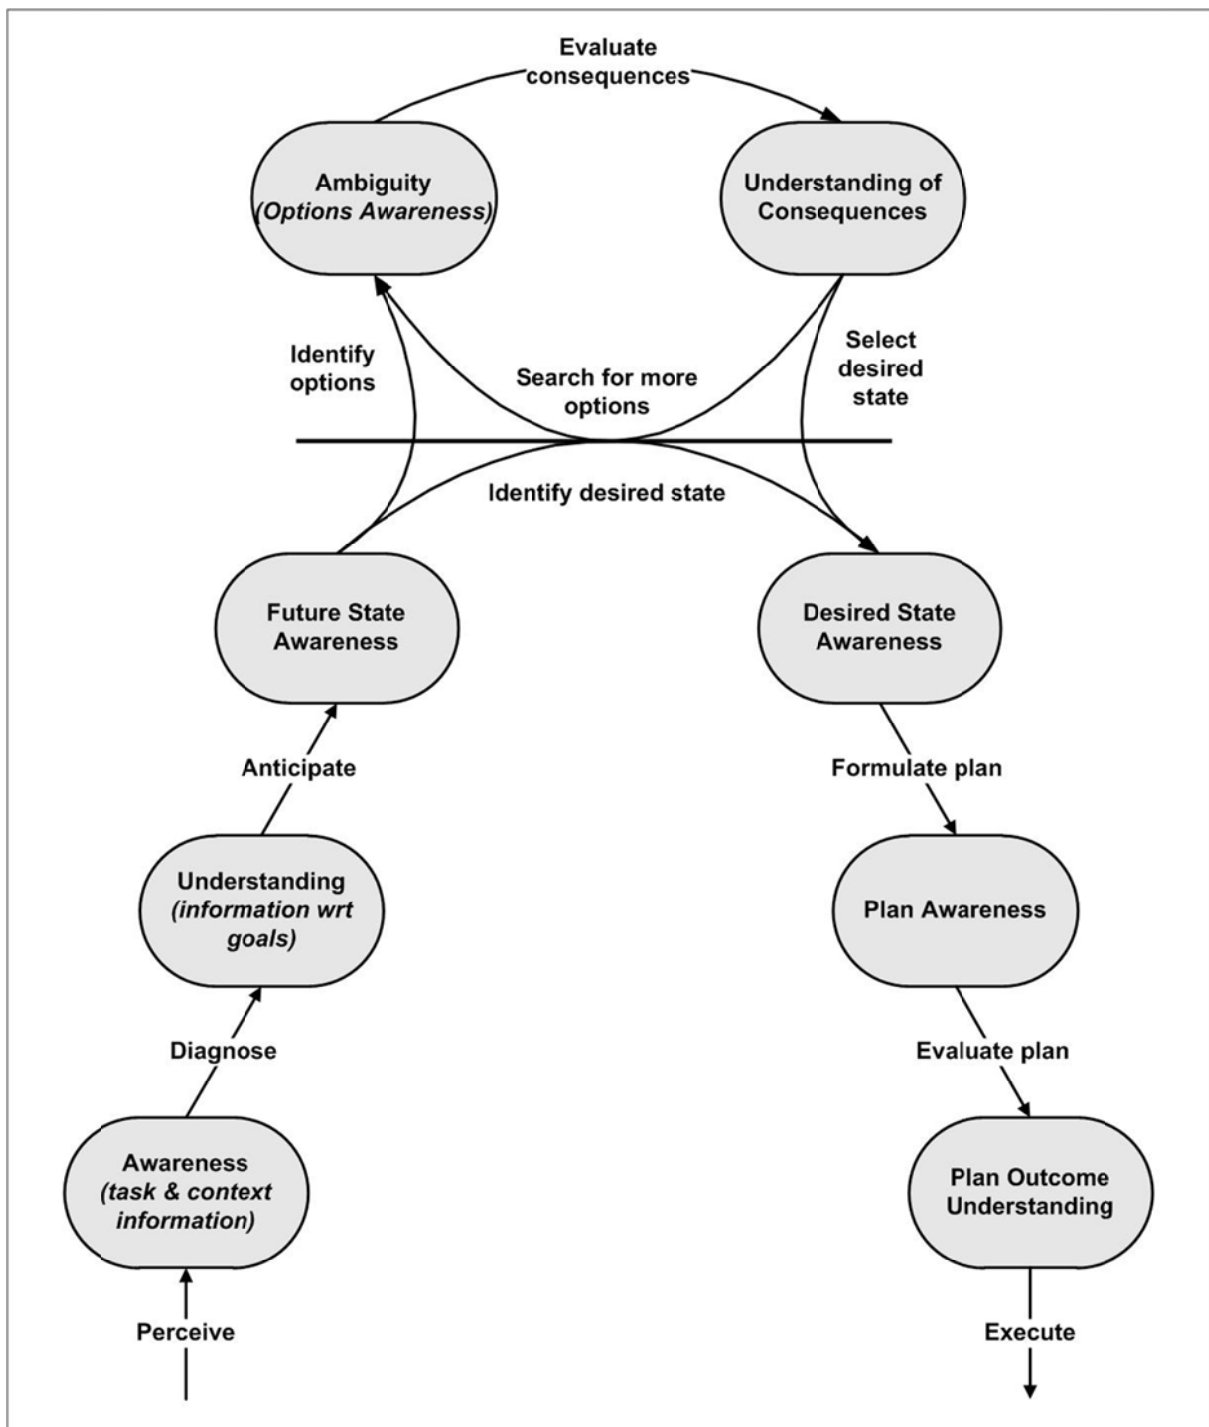 Evaluate
consequences
Ambiguity
(Options Awareness)
Understanding of
Consequences
Identify
options
Search for more
options
Select
desired
state
Identify desired state
Future State
Awareness
Desired State
Awareness
Anticipate
Formulate plan
Understanding
(information wrt
goals)
Plan Awareness
Diagnose
Evaluate plan
Awareness
(task & context
information)
Plan Outcome
Understanding
Perceive
Execute